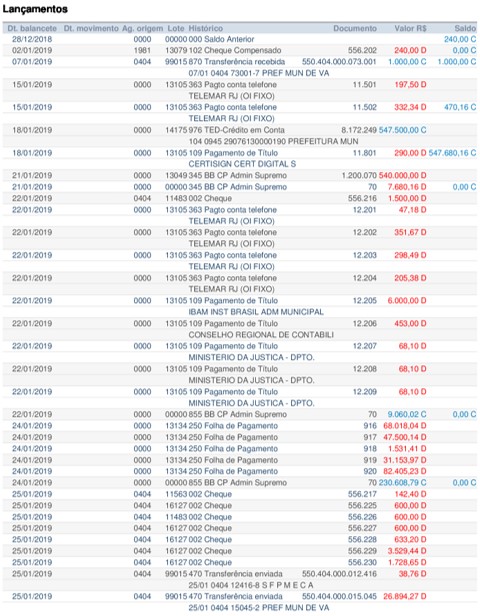 Lançamentos
Dt. balancete Dt. movimento Ag. origem Lote Histórico Documento Valor R$ Saldo
28/12/2018 0000 00000 000 Saldo Anterior 240,00 C
02/01/2019 1981 13079 102 Cheque Compensado 556.202 240,00 D 0,00 C
07/01/2019 0404 99015 870 Transferência recebida 550.404.000.073.001 1.000,00 C 1.000,00 C
07/01 0404 73001-7 PREF MUN DE VA
15/01/2019 0000 13105 363 Pagto conta telefone 11.501 197,50 D
TELEMAR RJ (OI FIXO)
15/01/2019 0000 13105 363 Pagto conta telefone 11.502 332,34 D 470,16 C
TELEMAR RJ (OI FIXO)
18/01/2019 0000 14175 976 TED-Crédito em Conta 8.172.249 547.500,00 C
104 0945 29076130000190 PREFEITURA MUN
18/01/2019 0000 13105 109 Pagamento de Título 11.801 290,00 D 547.680,16 C
CERTISIGN CERT DIGITAL S
21/01/2019 0000 13049 345 BB CP Admin Supremo 1.200.070 540.000,00 D
21/01/2019 0000 00000 345 BB CP Admin Supremo 70 7.680,16 D 0,00 C
22/01/2019 0404 11483 002 Cheque 556.216 1.500,00 D
22/01/2019 0000 13105 363 Pagto conta telefone 12.201 47,18 D
TELEMAR RJ (OI FIXO)
22/01/2019 0000 13105 363 Pagto conta telefone 12.202 351,67 D
TELEMAR RJ (OI FIXO)
22/01/2019 0000 13105 363 Pagto conta telefone 12.203 298,49 D
TELEMAR RJ (OI FIXO)
22/01/2019 0000 13105 363 Pagto conta telefone 12.204 205,38 D
TELEMAR RJ (OI FIXO)
22/01/2019 0000 13105 109 Pagamento de Título 12.205 6.000,00 D
IBAM INST BRASIL ADM MUNICIPAL
22/01/2019 0000 13105 109 Pagamento de Título 12.206 453,00 D
CONSELHO REGIONAL DE CONTABILI
22/01/2019 0000 13105 109 Pagamento de Título 12.207 68,10 D
MINISTERIO DA JUSTICA - DPTO.
22/01/2019 0000 13105 109 Pagamento de Título 12.208 68,10 D
MINISTERIO DA JUSTICA - DPTO.
22/01/2019 0000 13105 109 Pagamento de Título 12.209 68,10 D
MINISTERIO DA JUSTICA - DPTO.
22/01/2019 0000 00000 855 BB CP Admin Supremo 70 9.060,02 C 0,00 C
24/01/2019 0000 13134 250 Folha de Pagamento 916 68.018,04 D
24/01/2019 0000 13134 250 Folha de Pagamento 917 47.500,14 D
24/01/2019 0000 13134 250 Folha de Pagamento 918 1.531,41 D
24/01/2019 0000 13134 250 Folha de Pagamento 919 31.153,97 D
24/01/2019 0000 13134 250 Folha de Pagamento 920 82.405,23 D
24/01/2019 0000 00000 855 BB CP Admin Supremo 70 230.608,79 C 0,00 C
25/01/2019 0404 11563 002 Cheque 556.217 142,40 D
25/01/2019 0404 16127 002 Cheque 556.225 600,00 D
25/01/2019 0404 11483 002 Cheque 556.226 600,00 D
25/01/2019 0404 16127 002 Cheque 556.227 600,00 D
25/01/2019 0404 16127 002 Cheque 556.228 633,20 D
25/01/2019 0404 16127 002 Cheque 556.229 3.529,44 D
25/01/2019 0404 16127 002 Cheque 556.230 1.728,65 D
25/01/2019 0404 99015 470 Transferência enviada 550.404.000.012.416 38,76 D
25/01 0404 12416-8 S F P M E C A
25/01/2019 0404 99015 470 Transferência enviada 550.404.000.015.045 26.894,27 D
25/01 0404 15045-2 PREF MUN DE VA